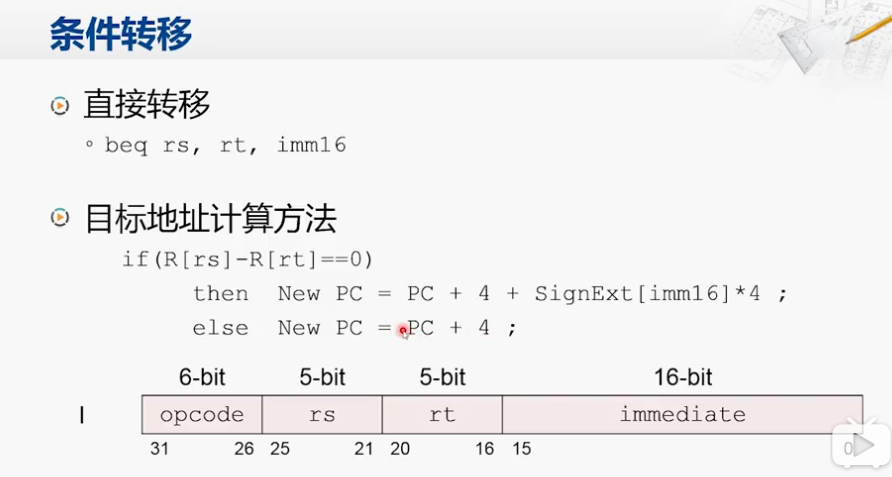 条件转移
直接转移
beq rs, rt, imm16
目标地址计算方法
if(R[rs]-R[rt]==0)
then New PC = PC + 4 + SignExt[imm16]*4 ;
else New PC = PC + 4 ;
6-bit 5-bit 5-bit 16-bit
I opcode rs rt immediate
31 26 25 21 20 16 15 0